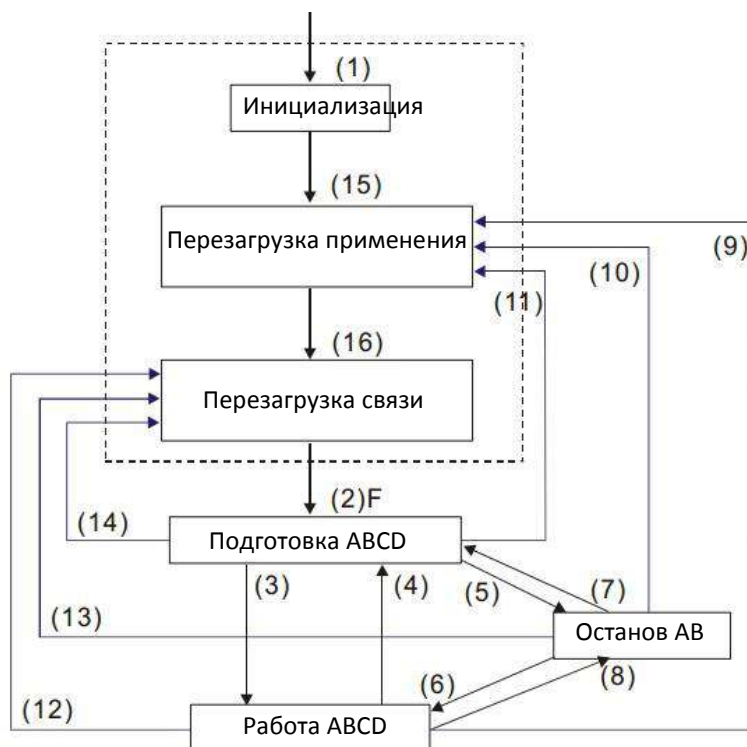 (1)
Инициализация
(15)
Перезагрузка применения
(9)
(10)
(11)
(16)
Перезагрузка связи
(2)F
(14)
Подготовка ABCD
(3)
(4)
(5)
(7)
(13)
Останов AB
(6)
(8)
(12)
Работа ABCD